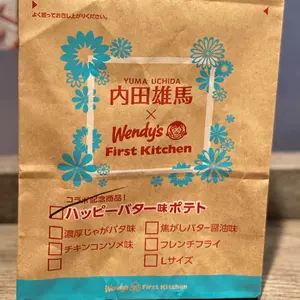 よく振ってお召し上がりください。
YUMA UCHIDA
内田雄馬
×
Wendy's
First Kitchen
コラボ記念商品!
ハッピーバター味ポテト
濃厚じゃがバタ味 焦がしバター醤油味
チキンコンソメ味 フレンチフライ
Lサイズ
Wendy's First Kitchen